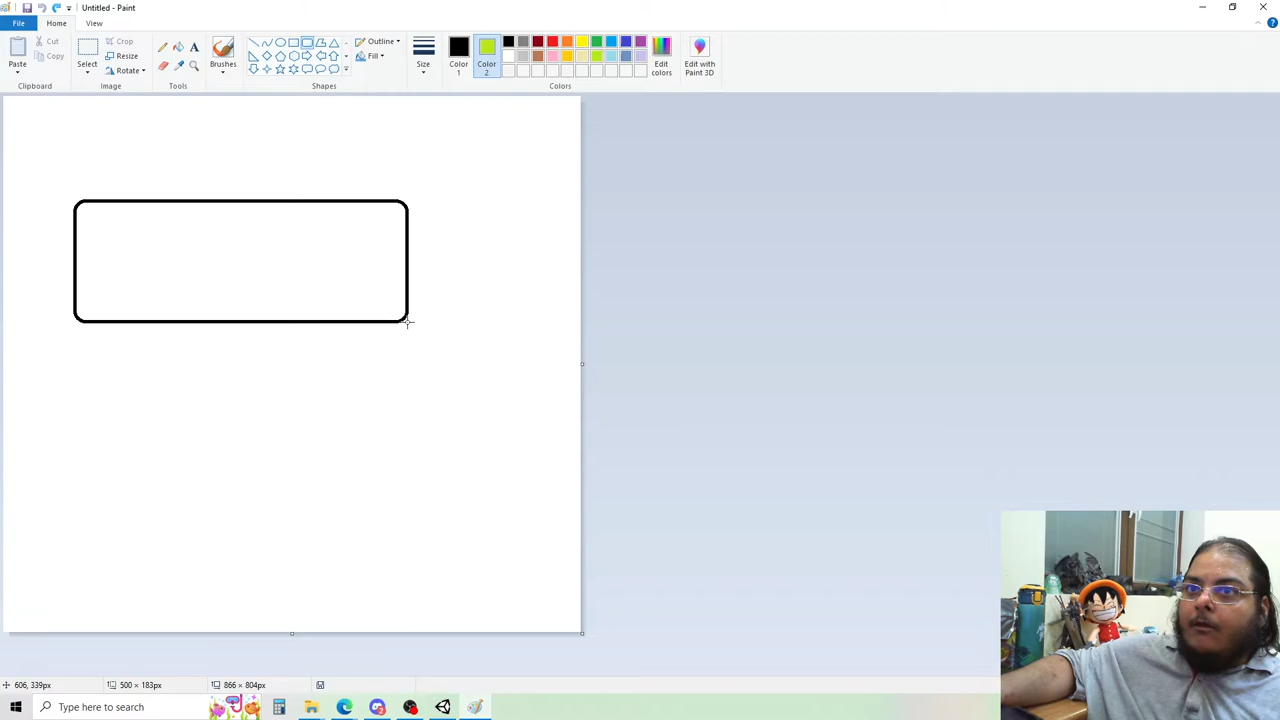 Untitled - Paint
File
Home
View
Paste
Cut
Copy
Clipboard
Select
Crop
Resize
Rotate
Image
A
Tools
Brushes
Shapes
Outline
Fill
Size
Color 1
Color 2
Colors
Edit colors
Edit with Paint 3D
606, 339px
500 × 183px
866 × 804px
Type here to search